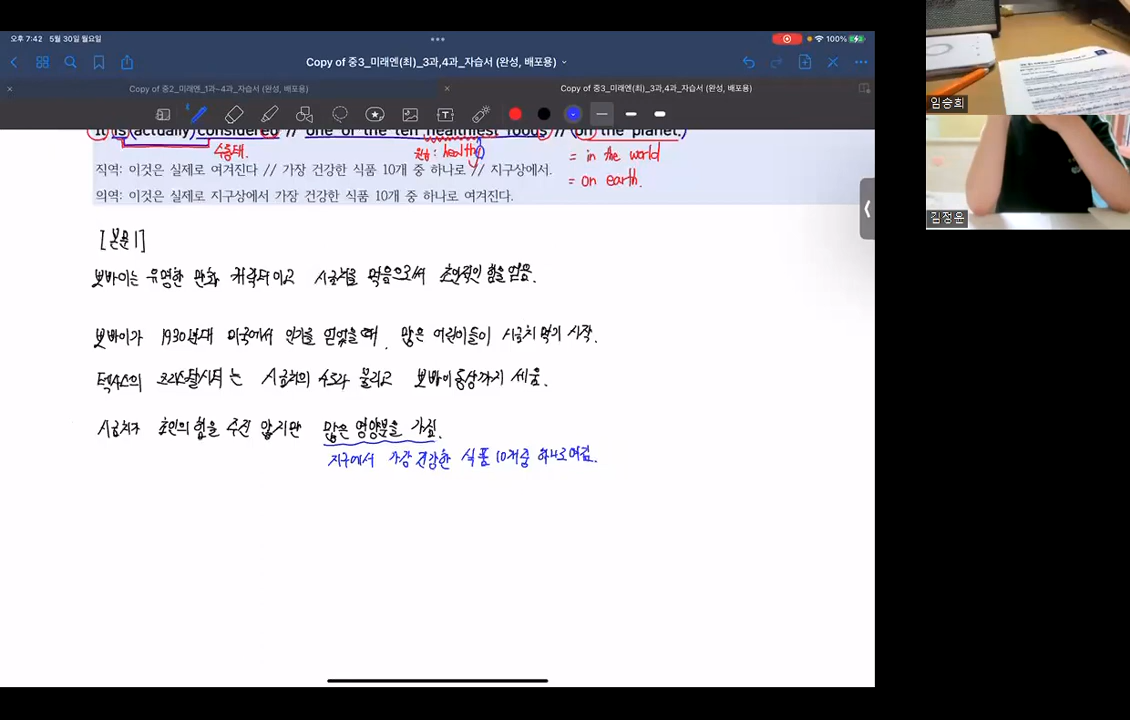 오후 7:42 5월 30일 월요일
100%
Copy of 중3_미래엔(최)_3과,4과_자습서 (완성, 배포용)
Copy of 중2_미래엔_1과~4과_자습서 (완성, 배포용)
Copy of 중3_미래엔(최)_3과,4과_자습서 (완성, 배포용)
It is (actually) considered // one of the ten healthiest foods // (on the planet.)
수동태.
원급 : healthy
= in the world
= on earth.
직역: 이것은 실제로 여겨진다 // 가장 건강한 식품 10개 중 하나로 // 지구상에서.
의역: 이것은 실제로 지구상에서 가장 건강한 식품 10개 중 하나로 여겨진다.
[본문1]
뽀빠이는 유명한 만화 캐릭터이고 시금치를 먹음으로써 초인적인 힘을 얻음.
뽀빠이가 1930년대 미국에서 인기를 얻었을 때, 많은 어린이들이 시금치 먹기 시작.
텍사스의 크리스탈시티는 시금치의 수도라 불리고 뽀빠이 동상까지 세움.
시금치가 초인의 힘을 주진 않지만 많은 영양분을 가짐.
지구에서 가장 건강한 식품 10개중 하나로 여김.
임승희
김정윤